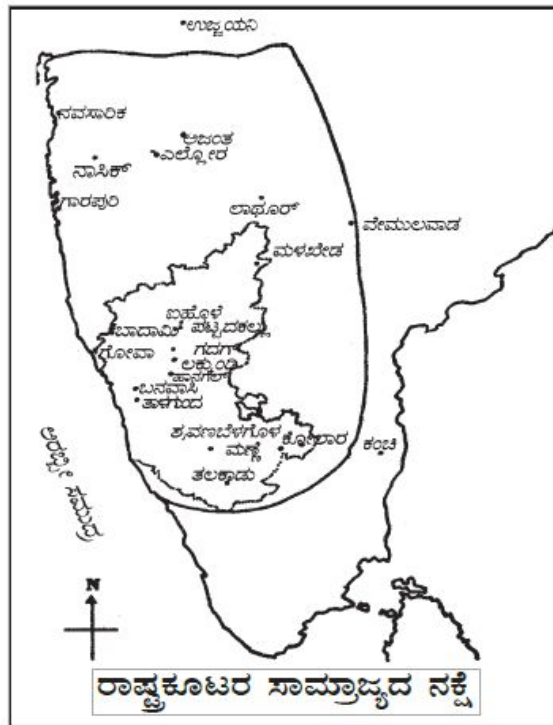 ಉಜ್ಜಯನಿ
ನವಸಾರಿಕ
ಅಜಂತ
ಎಲ್ಲೋರ
ನಾಸಿಕ್
ಗಾರಪುರಿ
ಲಾಥೂರ್
ವೇಮುಲವಾಡ
ಮಳಖೇಡ
ಐಹೊಳೆ
ಬಾದಾಮಿ ಪಟ್ಟದಕಲ್ಲು
ಗೋವಾ ಗದಗ
ಲಕ್ಕುಂಡಿ
ಹಾನಗಲ್
ಬನವಾಸಿ
ತಾಳಗುಂದ
ಶ್ರವಣಬೆಳಗೊಳ ಕೋಲಾರ ಕಂಚಿ
ಮಣ್ಣೆ
ತಲಕಾಡು
ಅರಬ್ಬೀ ಸಮುದ್ರ
N
ರಾಷ್ಟ್ರಕೂಟರ ಸಾಮ್ರಾಜ್ಯದ ನಕ್ಷೆ